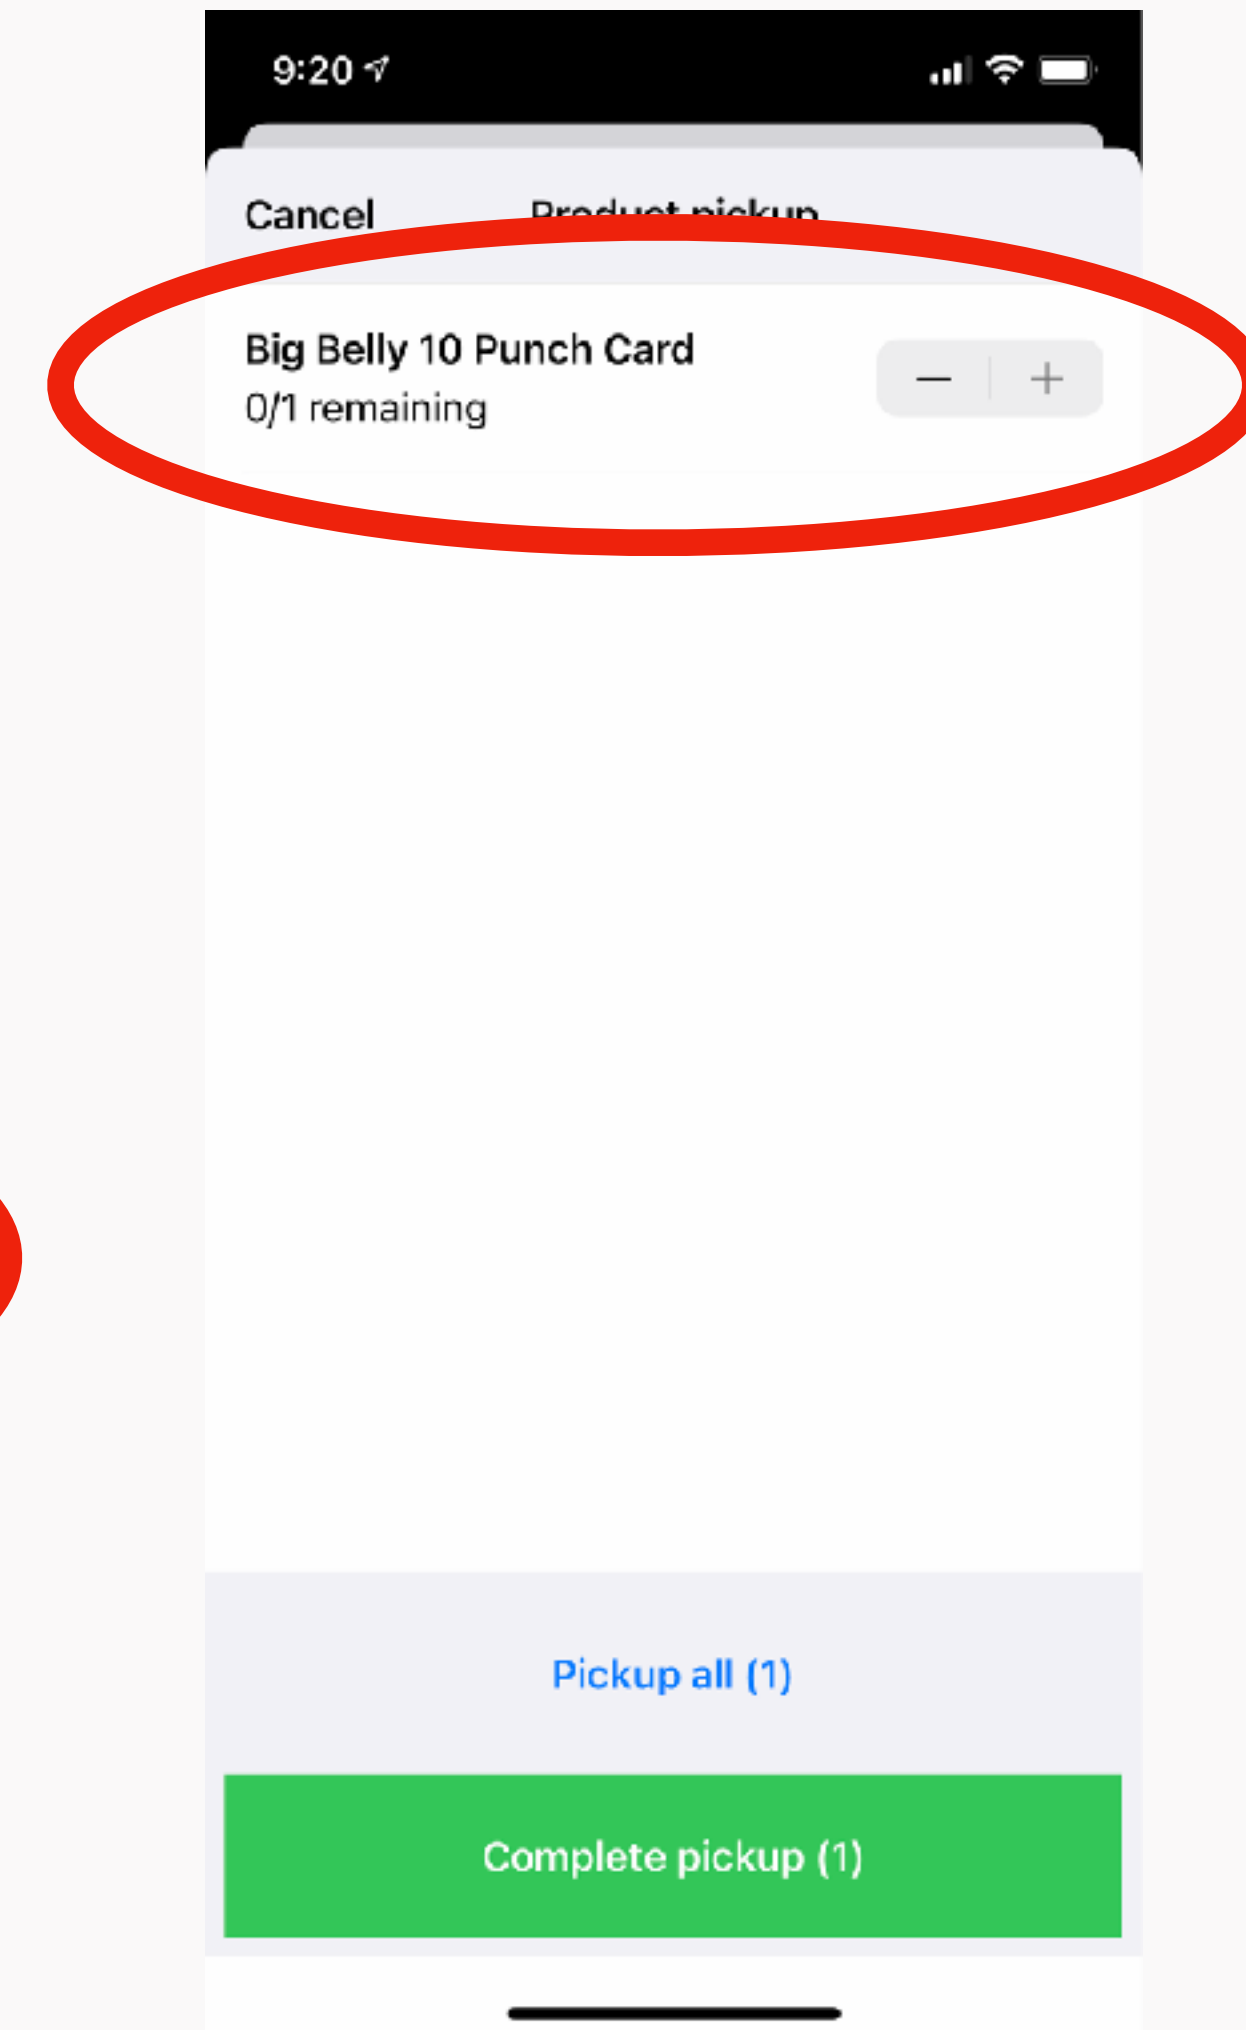 9:20
Cancel
Product pickup
Big Belly 10 Punch Card
0/1 remaining
Pickup all (1)
Complete pickup (1)